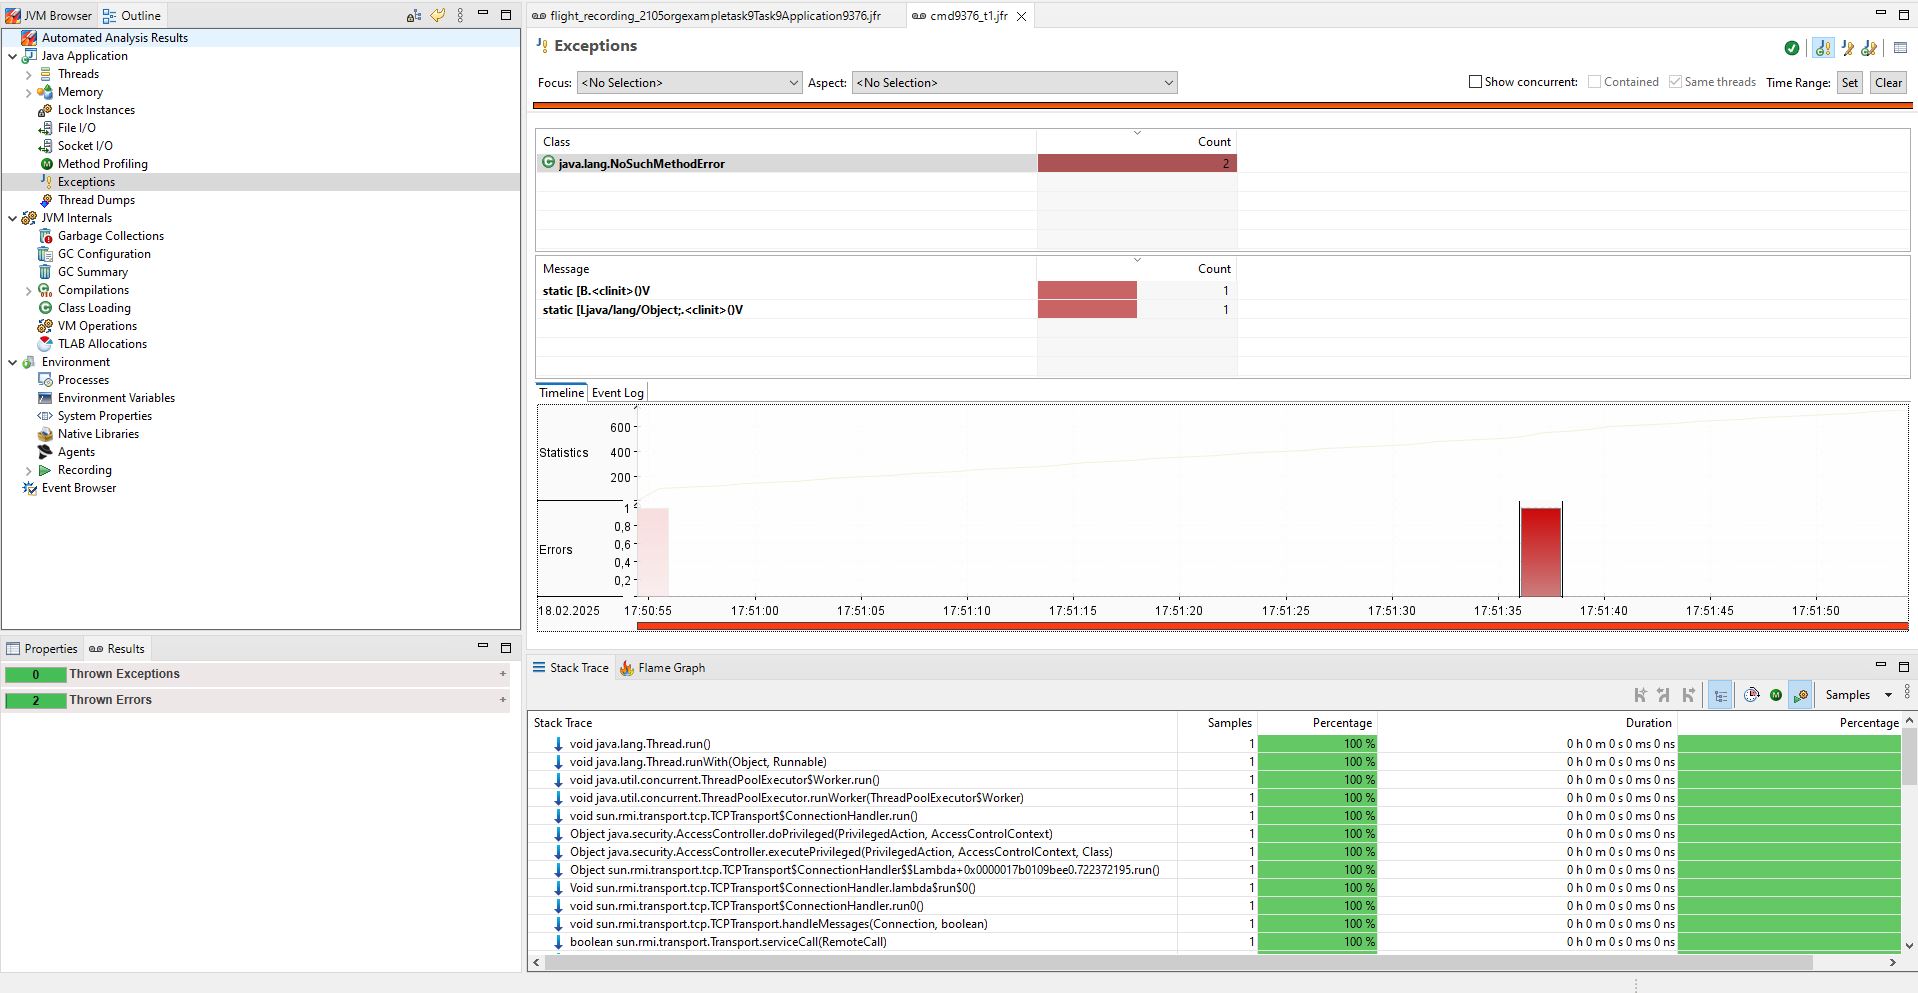 JVM Browser
Outline
Automated Analysis Results
Java Application
Threads
Memory
Lock Instances
File I/O
Socket I/O
Method Profiling
Exceptions
Thread Dumps
JVM Internals
Garbage Collections
GC Configuration
GC Summary
Compilations
Class Loading
VM Operations
TLAB Allocations
Environment
Processes
Environment Variables
System Properties
Native Libraries
Agents
Recording
Event Browser
Properties
Results
0 Thrown Exceptions +
2 Thrown Errors +
flight_recording_2105orgexampletask9Task9Application9376.jfr
cmd9376_t1.jfr
Exceptions
Focus: <No Selection> Aspect: <No Selection> Show concurrent: Contained Same threads Time Range: Set Clear
Class Count
java.lang.NoSuchMethodError 2
Message Count
static [B.<clinit>()V 1
static [Ljava/lang/Object;.<clinit>()V 1
Timeline Event Log
Statistics
600
400
200
Errors
1
0,8
0,6
0,4
0,2
18.02.2025 17:50:55 17:51:00 17:51:05 17:51:10 17:51:15 17:51:20 17:51:25 17:51:30 17:51:35 17:51:40 17:51:45 17:51:50
Stack Trace Flame Graph
Samples
Stack Trace Samples Percentage Duration Percentage
void java.lang.Thread.run() 1 100 % 0 h 0 m 0 s 0 ms 0 ns
void java.lang.Thread.runWith(Object, Runnable) 1 100 % 0 h 0 m 0 s 0 ms 0 ns
void java.util.concurrent.ThreadPoolExecutor$Worker.run() 1 100 % 0 h 0 m 0 s 0 ms 0 ns
void java.util.concurrent.ThreadPoolExecutor.runWorker(ThreadPoolExecutor$Worker) 1 100 % 0 h 0 m 0 s 0 ms 0 ns
void sun.rmi.transport.tcp.TCPTransport$ConnectionHandler.run() 1 100 % 0 h 0 m 0 s 0 ms 0 ns
Object java.security.AccessController.doPrivileged(PrivilegedAction, AccessControlContext) 1 100 % 0 h 0 m 0 s 0 ms 0 ns
Object java.security.AccessController.executePrivileged(PrivilegedAction, AccessControlContext, Class) 1 100 % 0 h 0 m 0 s 0 ms 0 ns
Object sun.rmi.transport.tcp.TCPTransport$ConnectionHandler$$Lambda+0x0000017b0109bee0.722372195.run() 1 100 % 0 h 0 m 0 s 0 ms 0 ns
Void sun.rmi.transport.tcp.TCPTransport$ConnectionHandler.lambda$run$0() 1 100 % 0 h 0 m 0 s 0 ms 0 ns
void sun.rmi.transport.tcp.TCPTransport$ConnectionHandler.run0() 1 100 % 0 h 0 m 0 s 0 ms 0 ns
void sun.rmi.transport.tcp.TCPTransport.handleMessages(Connection, boolean) 1 100 % 0 h 0 m 0 s 0 ms 0 ns
boolean sun.rmi.transport.Transport.serviceCall(RemoteCall) 1 100 % 0 h 0 m 0 s 0 ms 0 ns